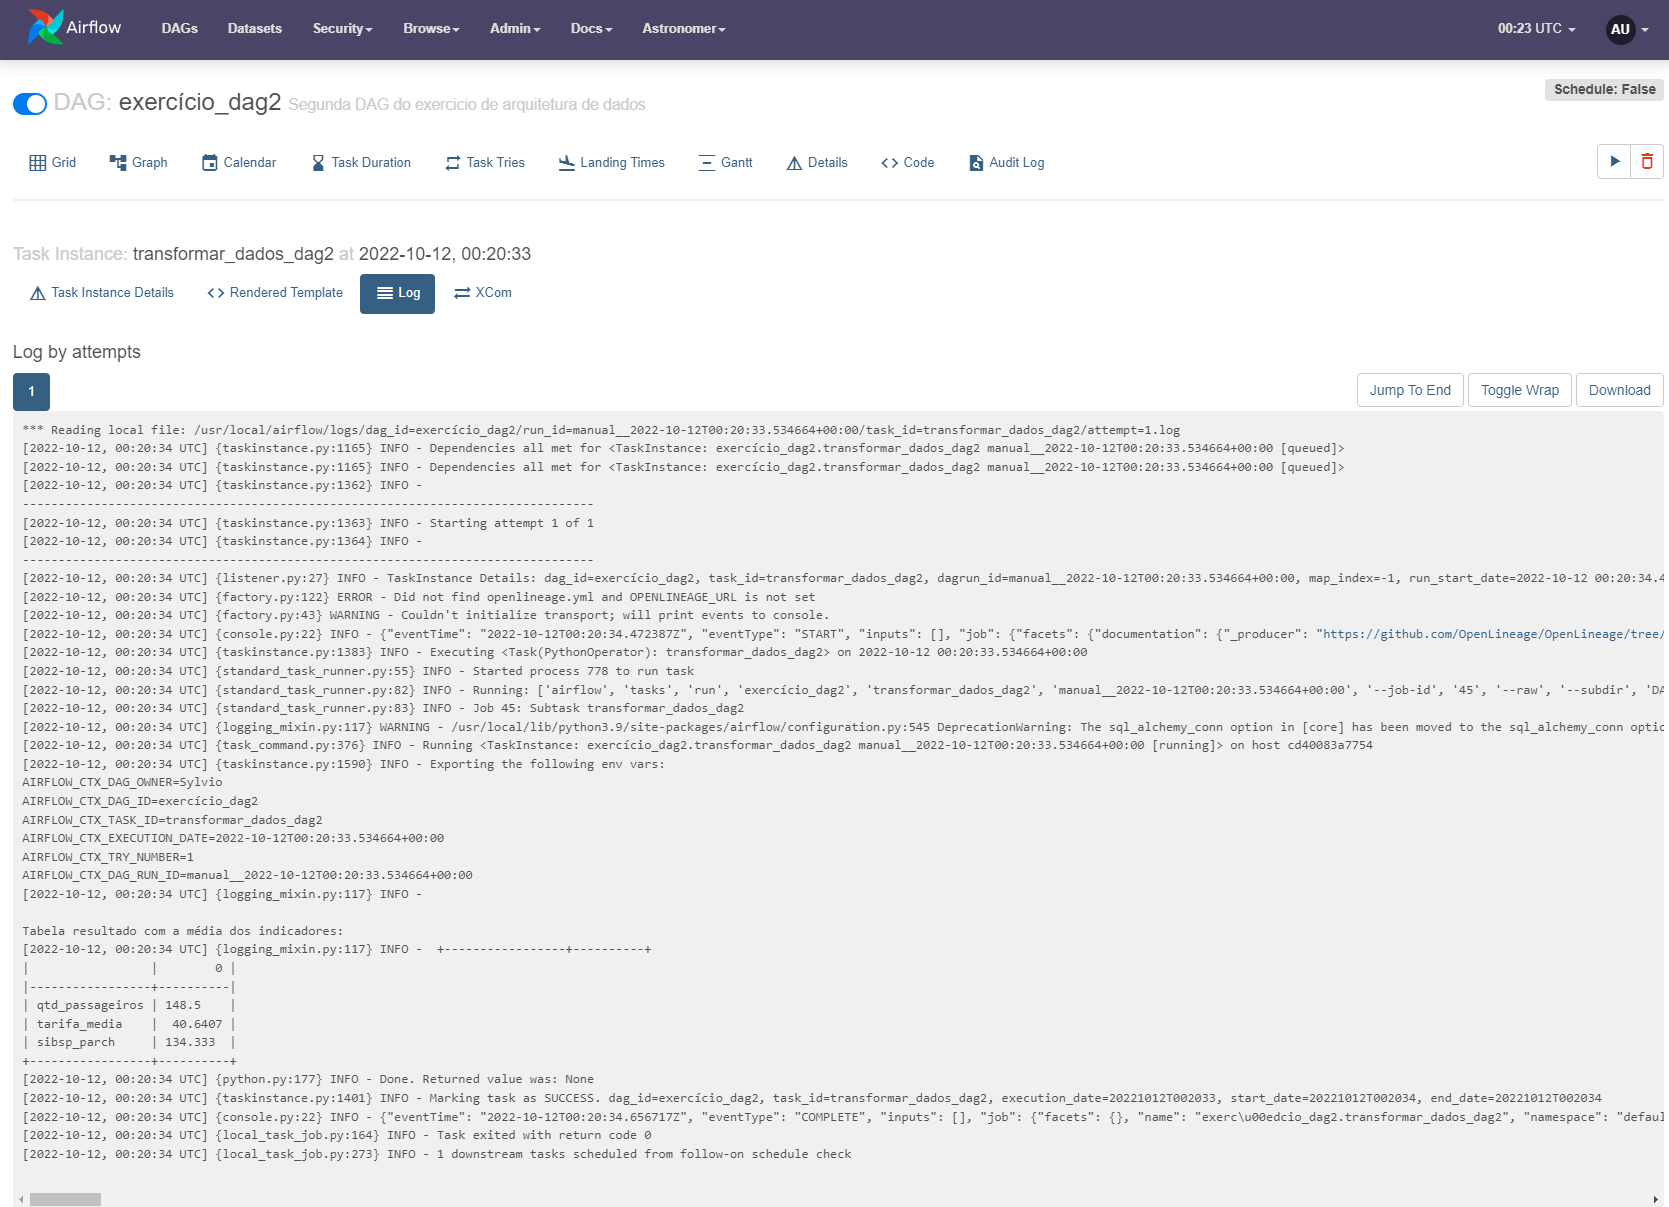 Airflow DAGs Datasets Security Browse Admin Docs Astronomer 00:23 UTC AU
DAG: exercício_dag2 Segunda DAG do exercicio de arquitetura de dados Schedule: False
Grid Graph Calendar Task Duration Task Tries Landing Times Gantt Details <> Code Audit Log
Task Instance: transformar_dados_dag2 at 2022-10-12, 00:20:33
Task Instance Details <> Rendered Template Log XCom
Log by attempts
1 Jump To End Toggle Wrap Download
*** Reading local file: /usr/local/airflow/logs/dag_id=exercício_dag2/run_id=manual__2022-10-12T00:20:33.534664+00:00/task_id=transformar_dados_dag2/attempt=1.log
[2022-10-12, 00:20:34 UTC] {taskinstance.py:1165} INFO - Dependencies all met for <TaskInstance: exercício_dag2.transformar_dados_dag2 manual__2022-10-12T00:20:33.534664+00:00 [queued]>
[2022-10-12, 00:20:34 UTC] {taskinstance.py:1165} INFO - Dependencies all met for <TaskInstance: exercício_dag2.transformar_dados_dag2 manual__2022-10-12T00:20:33.534664+00:00 [queued]>
[2022-10-12, 00:20:34 UTC] {taskinstance.py:1362} INFO -
--------------------------------------------------------------------------------
[2022-10-12, 00:20:34 UTC] {taskinstance.py:1363} INFO - Starting attempt 1 of 1
[2022-10-12, 00:20:34 UTC] {taskinstance.py:1364} INFO -
--------------------------------------------------------------------------------
[2022-10-12, 00:20:34 UTC] {listener.py:27} INFO - TaskInstance Details: dag_id=exercício_dag2, task_id=transformar_dados_dag2, dagrun_id=manual__2022-10-12T00:20:33.534664+00:00, map_index=-1, run_start_date=2022-10-12 00:20:34.4
[2022-10-12, 00:20:34 UTC] {factory.py:122} ERROR - Did not find openlineage.yml and OPENLINEAGE_URL is not set
[2022-10-12, 00:20:34 UTC] {factory.py:43} WARNING - Couldn't initialize transport; will print events to console.
[2022-10-12, 00:20:34 UTC] {console.py:22} INFO - {"eventTime": "2022-10-12T00:20:34.472387Z", "eventType": "START", "inputs": [], "job": {"facets": {"documentation": {"_producer": "https://github.com/OpenLineage/OpenLineage/tree/
[2022-10-12, 00:20:34 UTC] {taskinstance.py:1383} INFO - Executing <Task(PythonOperator): transformar_dados_dag2> on 2022-10-12 00:20:33.534664+00:00
[2022-10-12, 00:20:34 UTC] {standard_task_runner.py:55} INFO - Started process 778 to run task
[2022-10-12, 00:20:34 UTC] {standard_task_runner.py:82} INFO - Running: ['airflow', 'tasks', 'run', 'exercício_dag2', 'transformar_dados_dag2', 'manual__2022-10-12T00:20:33.534664+00:00', '--job-id', '45', '--raw', '--subdir', 'DA
[2022-10-12, 00:20:34 UTC] {standard_task_runner.py:83} INFO - Job 45: Subtask transformar_dados_dag2
[2022-10-12, 00:20:34 UTC] {logging_mixin.py:117} WARNING - /usr/local/lib/python3.9/site-packages/airflow/configuration.py:545 DeprecationWarning: The sql_alchemy_conn option in [core] has been moved to the sql_alchemy_conn optio
[2022-10-12, 00:20:34 UTC] {task_command.py:376} INFO - Running <TaskInstance: exercício_dag2.transformar_dados_dag2 manual__2022-10-12T00:20:33.534664+00:00 [running]> on host cd40083a7754
[2022-10-12, 00:20:34 UTC] {taskinstance.py:1590} INFO - Exporting the following env vars:
AIRFLOW_CTX_DAG_OWNER=Sylvio
AIRFLOW_CTX_DAG_ID=exercício_dag2
AIRFLOW_CTX_TASK_ID=transformar_dados_dag2
AIRFLOW_CTX_EXECUTION_DATE=2022-10-12T00:20:33.534664+00:00
AIRFLOW_CTX_TRY_NUMBER=1
AIRFLOW_CTX_DAG_RUN_ID=manual__2022-10-12T00:20:33.534664+00:00
[2022-10-12, 00:20:34 UTC] {logging_mixin.py:117} INFO -
Tabela resultado com a média dos indicadores:
[2022-10-12, 00:20:34 UTC] {logging_mixin.py:117} INFO -  +-----------------+----------+
|                 |        0 |
|-----------------+----------|
| qtd_passageiros | 148.5    |
| tarifa_media    |  40.6407 |
| sibsp_parch     | 134.333  |
+-----------------+----------+
[2022-10-12, 00:20:34 UTC] {python.py:177} INFO - Done. Returned value was: None
[2022-10-12, 00:20:34 UTC] {taskinstance.py:1401} INFO - Marking task as SUCCESS. dag_id=exercício_dag2, task_id=transformar_dados_dag2, execution_date=20221012T002033, start_date=20221012T002034, end_date=20221012T002034
[2022-10-12, 00:20:34 UTC] {console.py:22} INFO - {"eventTime": "2022-10-12T00:20:34.656717Z", "eventType": "COMPLETE", "inputs": [], "job": {"facets": {}, "name": "exerc\u00edcio_dag2.transformar_dados_dag2", "namespace": "defaul
[2022-10-12, 00:20:34 UTC] {local_task_job.py:164} INFO - Task exited with return code 0
[2022-10-12, 00:20:34 UTC] {local_task_job.py:273} INFO - 1 downstream tasks scheduled from follow-on schedule check